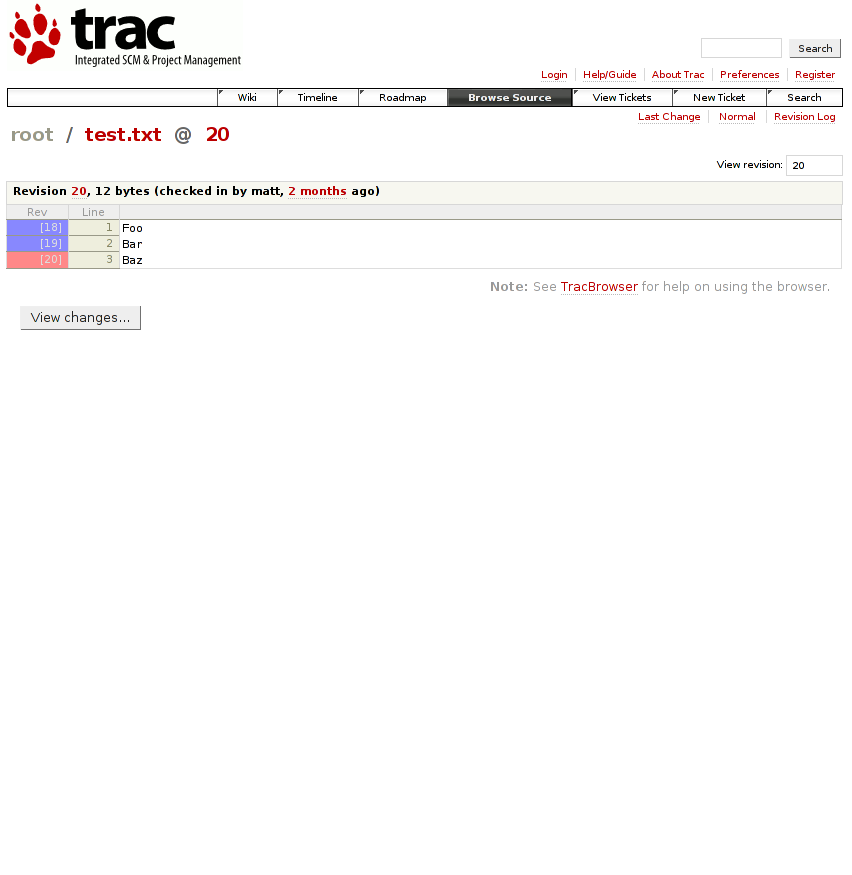 trac
Integrated SCM & Project Management
Search
Login Help/Guide About Trac Preferences Register
Wiki Timeline Roadmap Browse Source View Tickets New Ticket Search
Last Change Normal Revision Log
root / test.txt @ 20
View revision: 20
Revision 20, 12 bytes (checked in by matt, 2 months ago)
Rev Line
[18] 1 Foo
[19] 2 Bar
[20] 3 Baz
Note: See TracBrowser for help on using the browser.
View changes...